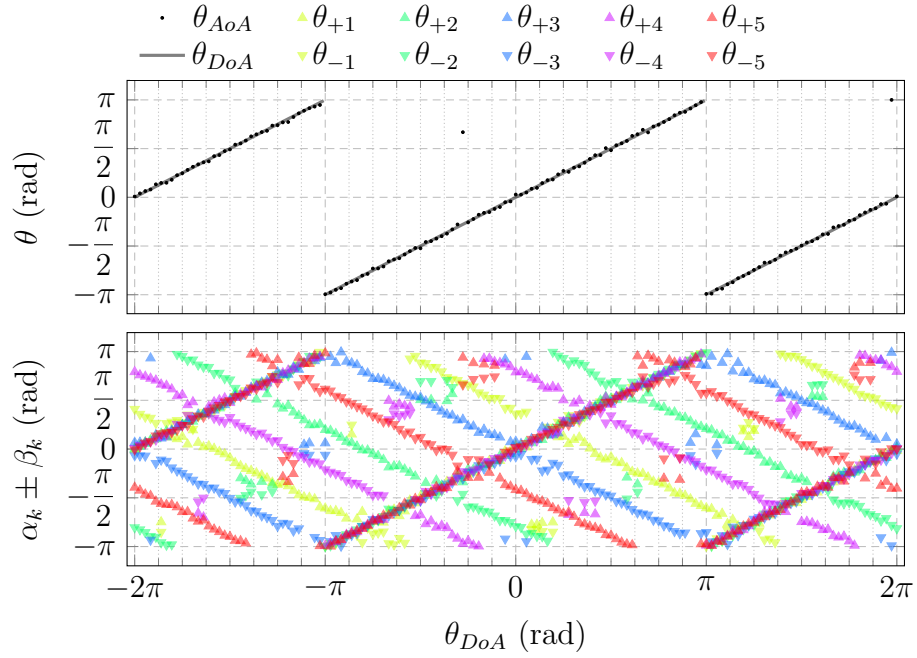 θ_AoA θ_{+1} θ_{+2} θ_{+3} θ_{+4} θ_{+5}
θ_DoA θ_{−1} θ_{−2} θ_{−3} θ_{−4} θ_{−5}
π
π/2
0
−π/2
−π
θ (rad)
π
π/2
0
−π/2
−π
α_k ± β_k (rad)
−2π −π 0 π 2π
θ_DoA (rad)